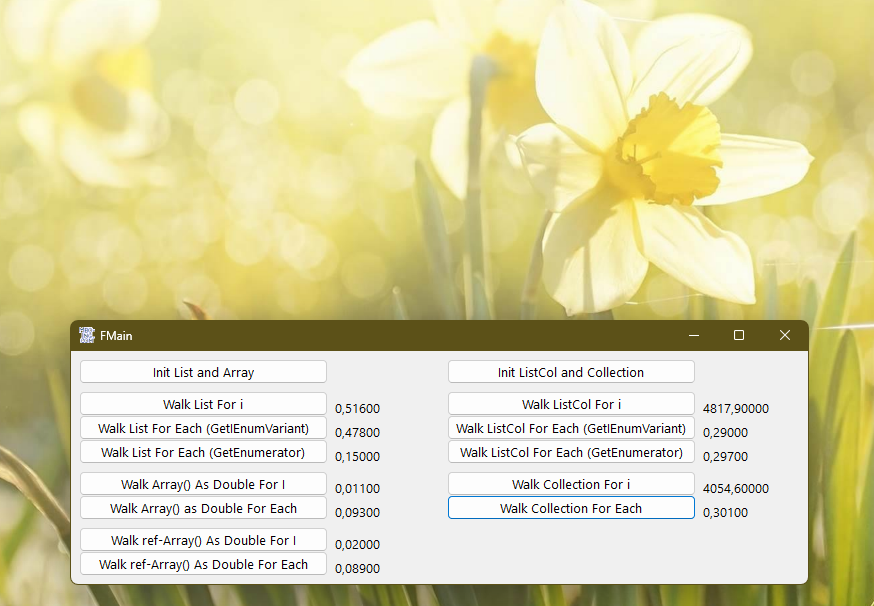 FMain
Init List and Array
Walk List For i 0,51600
Walk List For Each (GetIEnumVariant) 0,47800
Walk List For Each (GetEnumerator) 0,15000
Walk Array() As Double For I 0,01100
Walk Array() as Double For Each 0,09300
Walk ref-Array() As Double For I 0,02000
Walk ref-Array() As Double For Each 0,08900
Init ListCol and Collection
Walk ListCol For i 4817,90000
Walk ListCol For Each (GetIEnumVariant) 0,29000
Walk ListCol For Each (GetEnumerator) 0,29700
Walk Collection For i 4054,60000
Walk Collection For Each 0,30100